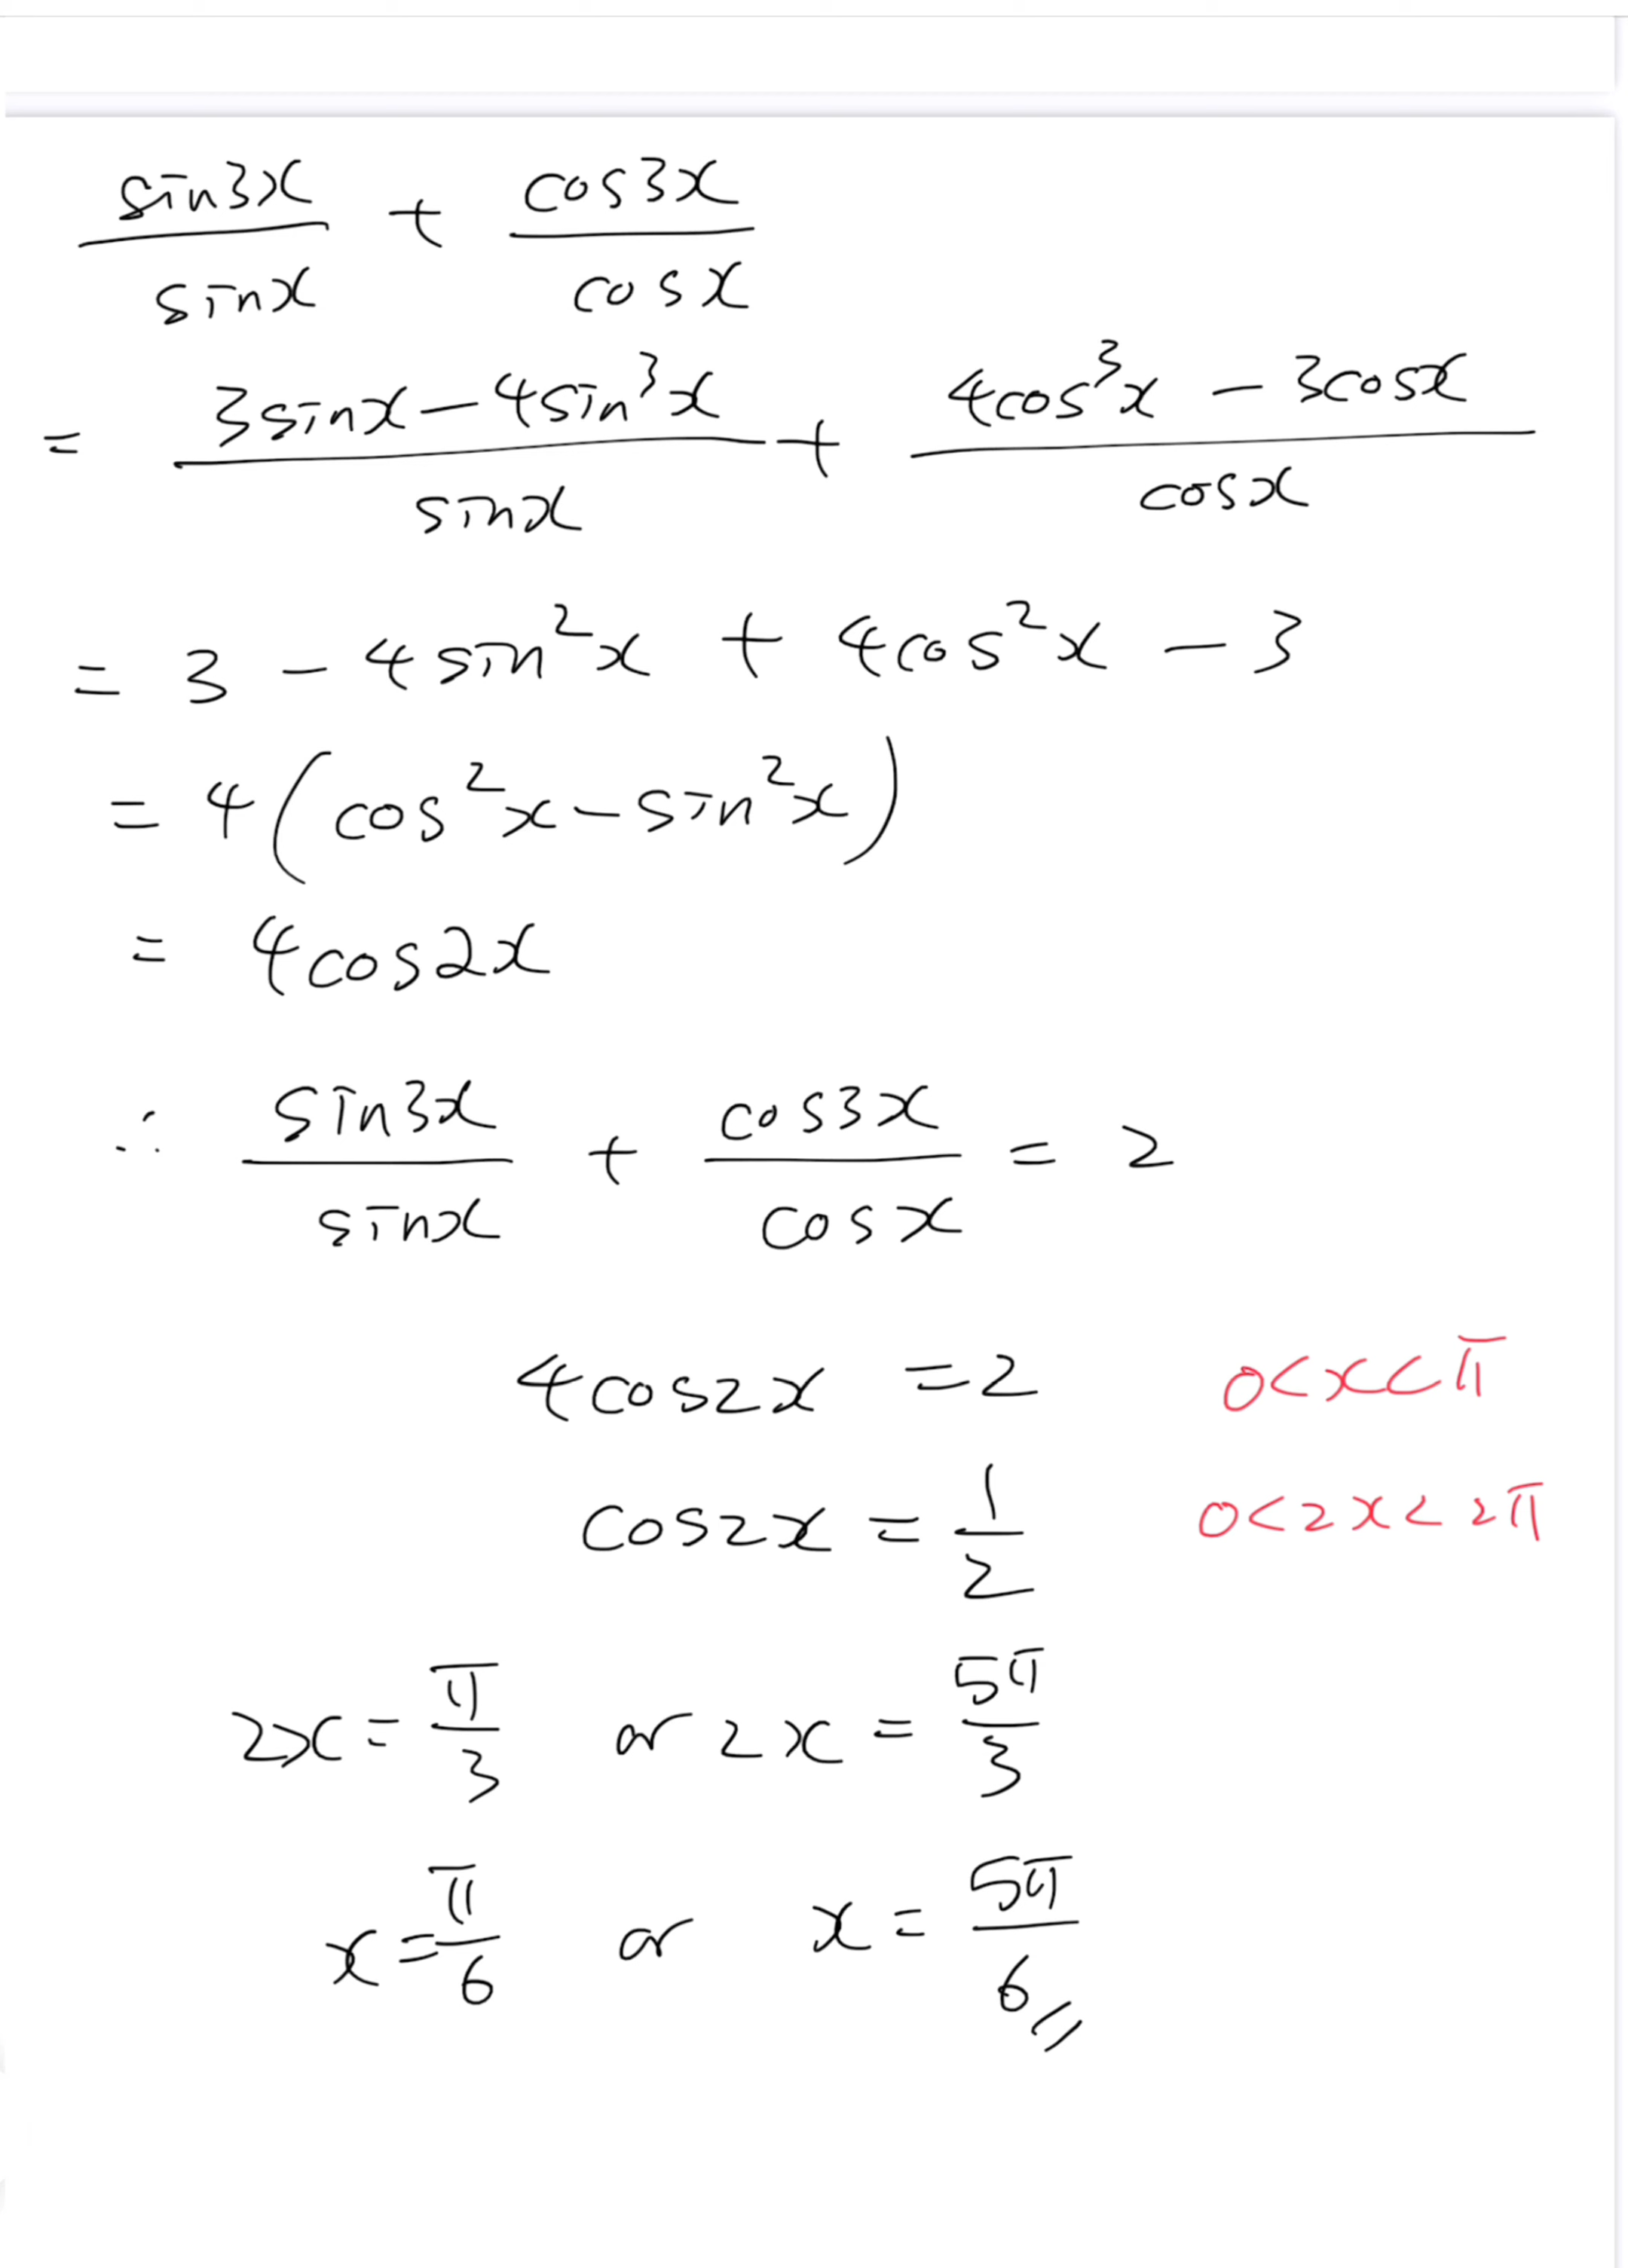 sin3x/sinx + cos3x/cosx
= (3sinx-4sin³x)/sinx + (4cos³x - 3cosx)/cosx
= 3 - 4sin²x + 4cos²x - 3
= 4(cos²x-sin²x)
= 4cos2x
∴ sin3x/sinx + cos3x/cosx = 2
4cos2x = 2 0<x<π
cos2x = 1/2 0<2x<2π
2x = π/3 or 2x = 5π/3
x = π/6 or x = 5π/6 //